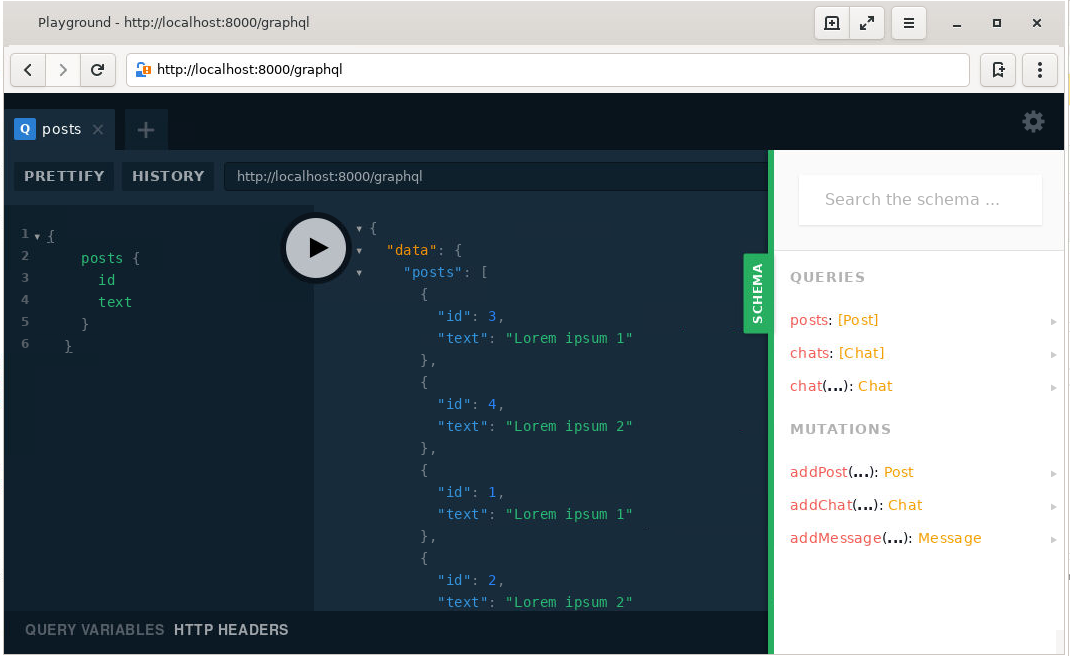 Playground - http://localhost:8000/graphql
http://localhost:8000/graphql
Q posts
PRETTIFY HISTORY http://localhost:8000/graphql
1 {
2 posts {
3 id
4 text
5 }
6 }
{
"data": {
"posts": [
{
"id": 3,
"text": "Lorem ipsum 1"
},
{
"id": 4,
"text": "Lorem ipsum 2"
},
{
"id": 1,
"text": "Lorem ipsum 1"
},
{
"id": 2,
"text": "Lorem ipsum 2"
QUERY VARIABLES HTTP HEADERS
SCHEMA
Search the schema ...
QUERIES
posts: [Post]
chats: [Chat]
chat(...): Chat
MUTATIONS
addPost(...): Post
addChat(...): Chat
addMessage(...): Message